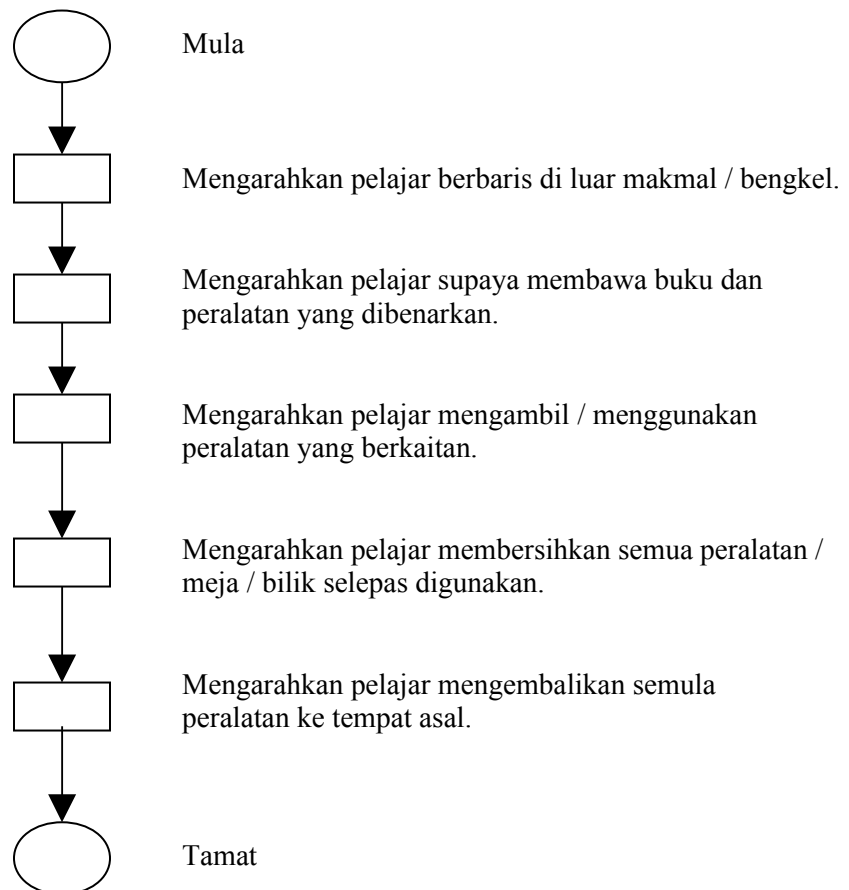 Mula
Mengarahkan pelajar berbaris di luar makmal / bengkel.
Mengarahkan pelajar supaya membawa buku dan
peralatan yang dibenarkan.
Mengarahkan pelajar mengambil / menggunakan
peralatan yang berkaitan.
Mengarahkan pelajar membersihkan semua peralatan /
meja / bilik selepas digunakan.
Mengarahkan pelajar mengembalikan semula
peralatan ke tempat asal.
Tamat